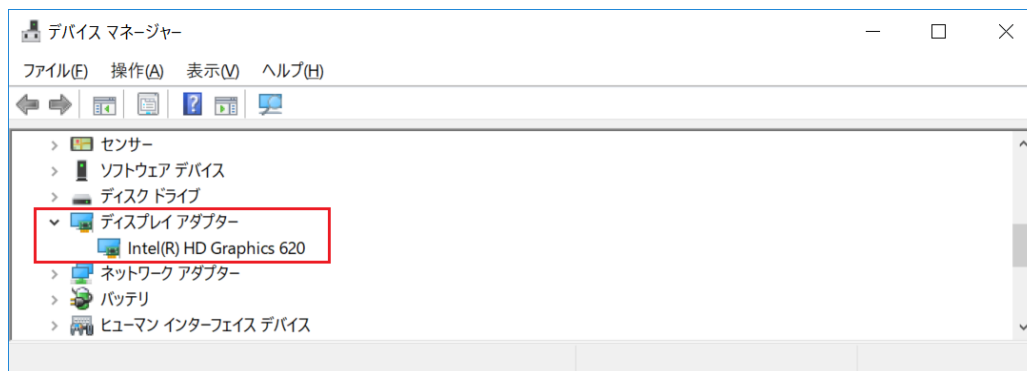 デバイス マネージャー
ファイル(F) 操作(A) 表示(V) ヘルプ(H)
センサー
ソフトウェア デバイス
ディスク ドライブ
ディスプレイ アダプター
Intel(R) HD Graphics 620
ネットワーク アダプター
バッテリ
ヒューマン インターフェイス デバイス